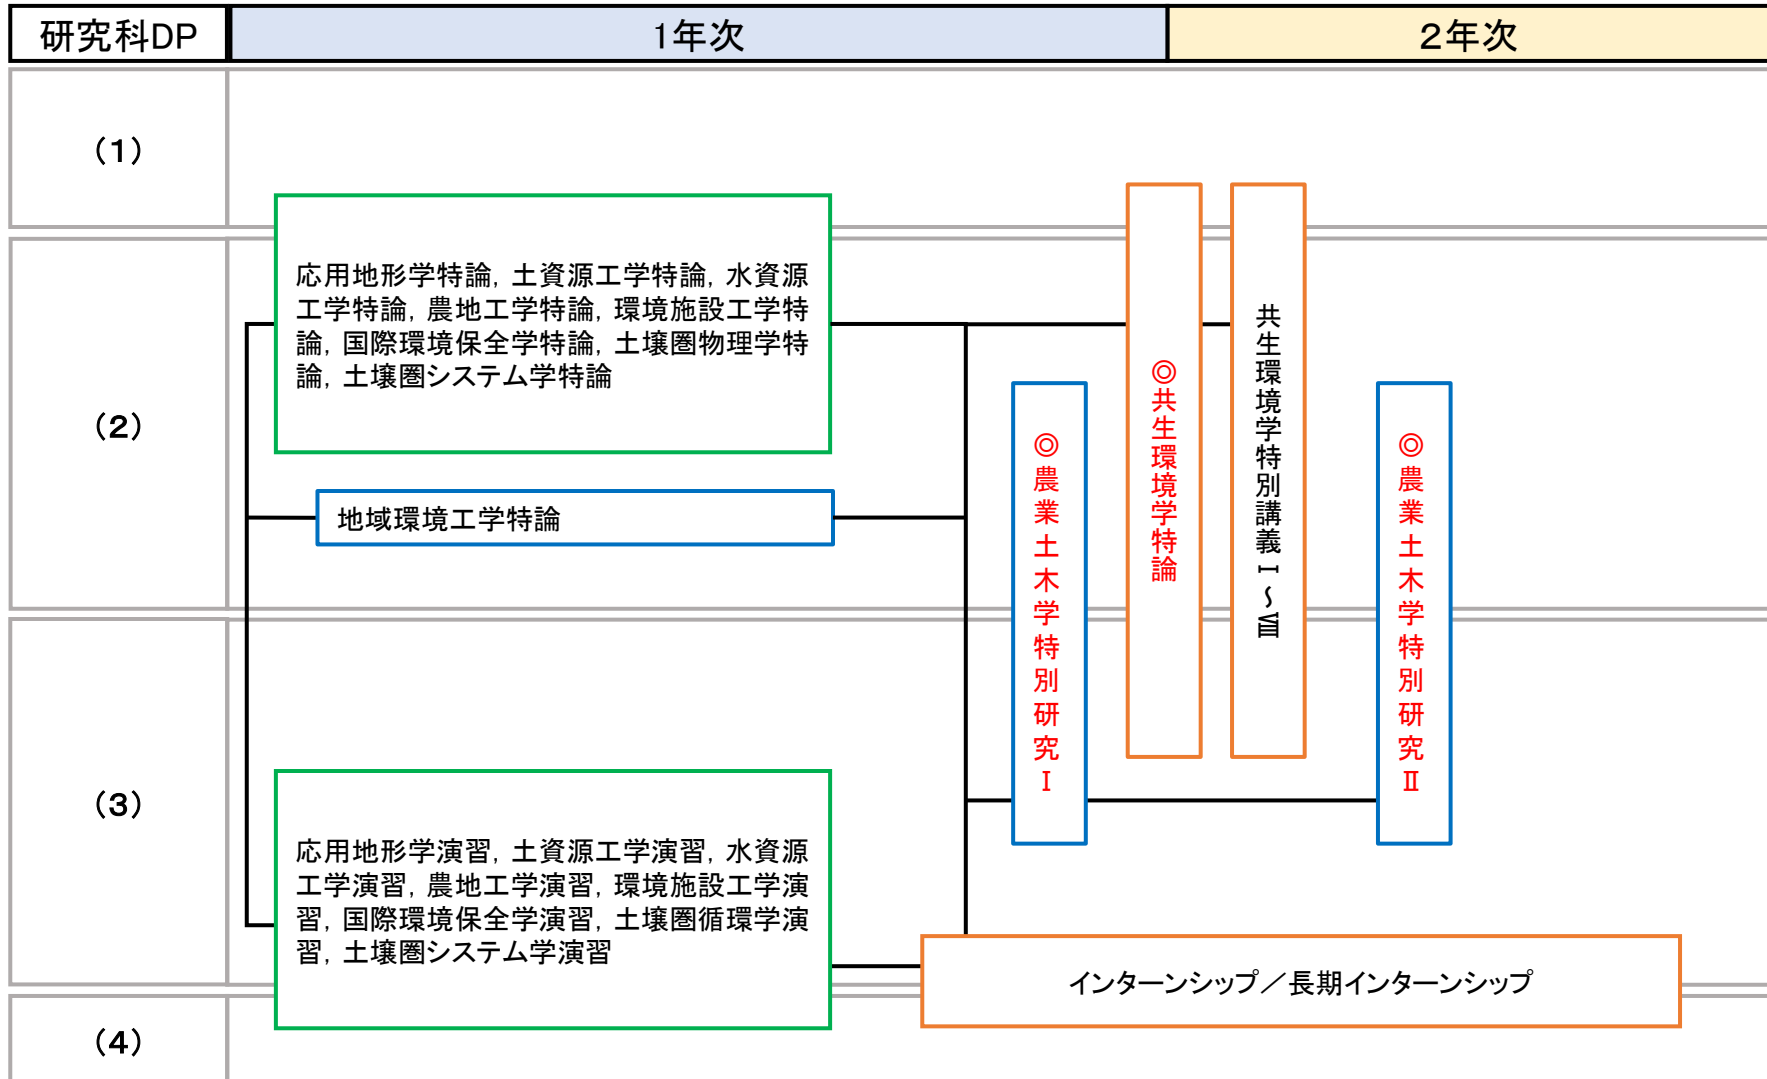 研究科DP
1年次
2年次
(1)
応用地形学特論, 土資源工学特論, 水資源
工学特論, 農地工学特論, 環境施設工学特
論, 国際環境保全学特論, 土壌圏物理学特
論, 土壌圏システム学特論
(2)
地域環境工学特論
◎農業土木学特別研究Ⅰ
◎共生環境学特論
共生環境学特別講義Ⅰ～Ⅷ
◎農業土木学特別研究Ⅱ
(3)
応用地形学演習, 土資源工学演習, 水資源
工学演習, 農地工学演習, 環境施設工学演
習, 国際環境保全学演習, 土壌圏循環学演
習, 土壌圏システム学演習
インターンシップ／長期インターンシップ
(4)